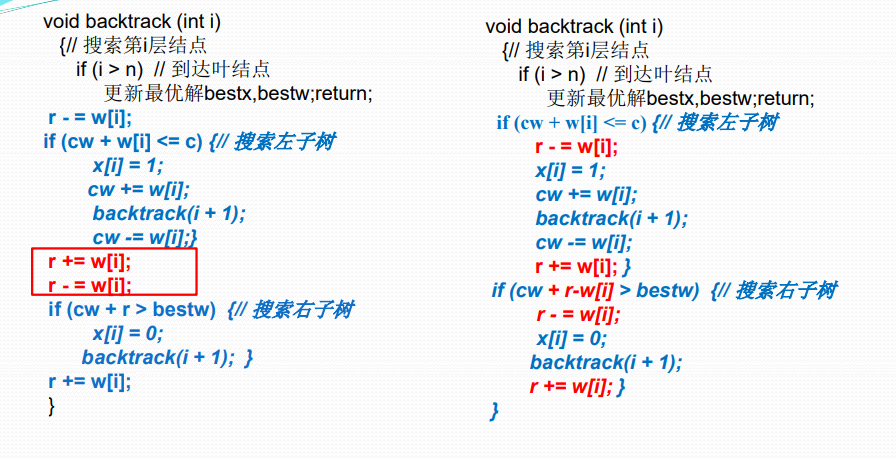 void backtrack (int i)
{// 搜索第i层结点
if (i > n)  // 到达叶结点
更新最优解bestx,bestw;return;
r - = w[i];
if (cw + w[i] <= c) {// 搜索左子树
x[i] = 1;
cw += w[i];
backtrack(i + 1);
cw -= w[i];}
r += w[i];
r - = w[i];
if (cw + r > bestw)  {// 搜索右子树
x[i] = 0;
backtrack(i + 1);  }
r += w[i];
}
void backtrack (int i)
{// 搜索第i层结点
if (i > n)  // 到达叶结点
更新最优解bestx,bestw;return;
if (cw + w[i] <= c) {// 搜索左子树
r - = w[i];
x[i] = 1;
cw += w[i];
backtrack(i + 1);
cw -= w[i];
r += w[i]; }
if (cw + r-w[i] > bestw)  {// 搜索右子树
r - = w[i];
x[i] = 0;
backtrack(i + 1);
r += w[i]; }
}